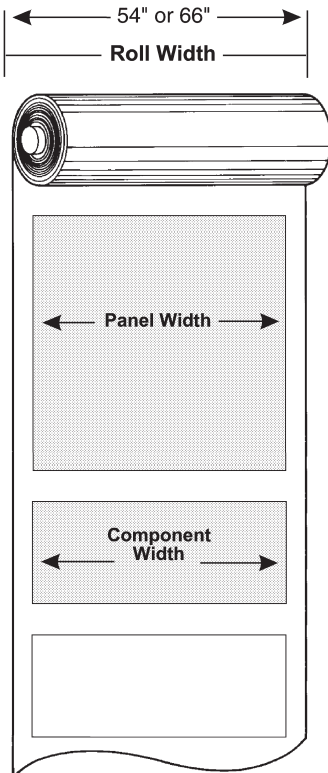 54" or 66"
Roll Width
Panel Width
Component
Width